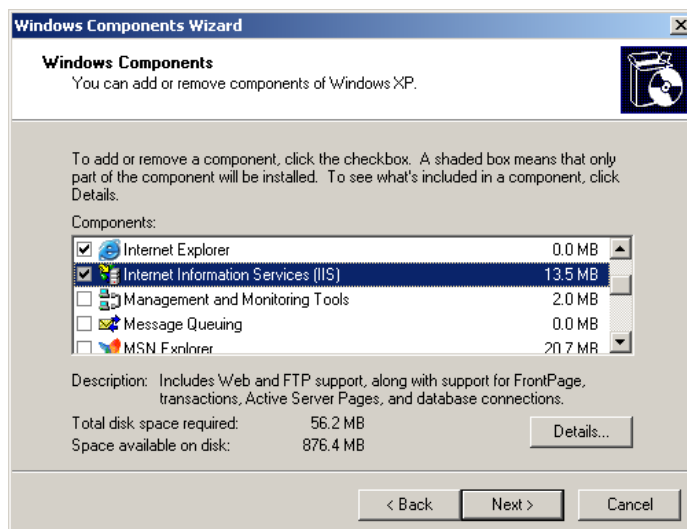 Windows Components Wizard
Windows Components
You can add or remove components of Windows XP.
To add or remove a component, click the checkbox. A shaded box means that only
part of the component will be installed. To see what's included in a component, click
Details.
Components:
Internet Explorer 0.0 MB
Internet Information Services (IIS) 13.5 MB
Management and Monitoring Tools 2.0 MB
Message Queuing 0.0 MB
MSN Explorer 20.7 MB
Description: Includes Web and FTP support, along with support for FrontPage,
transactions, Active Server Pages, and database connections.
Total disk space required: 56.2 MB
Space available on disk: 876.4 MB
Details...
< Back Next > Cancel